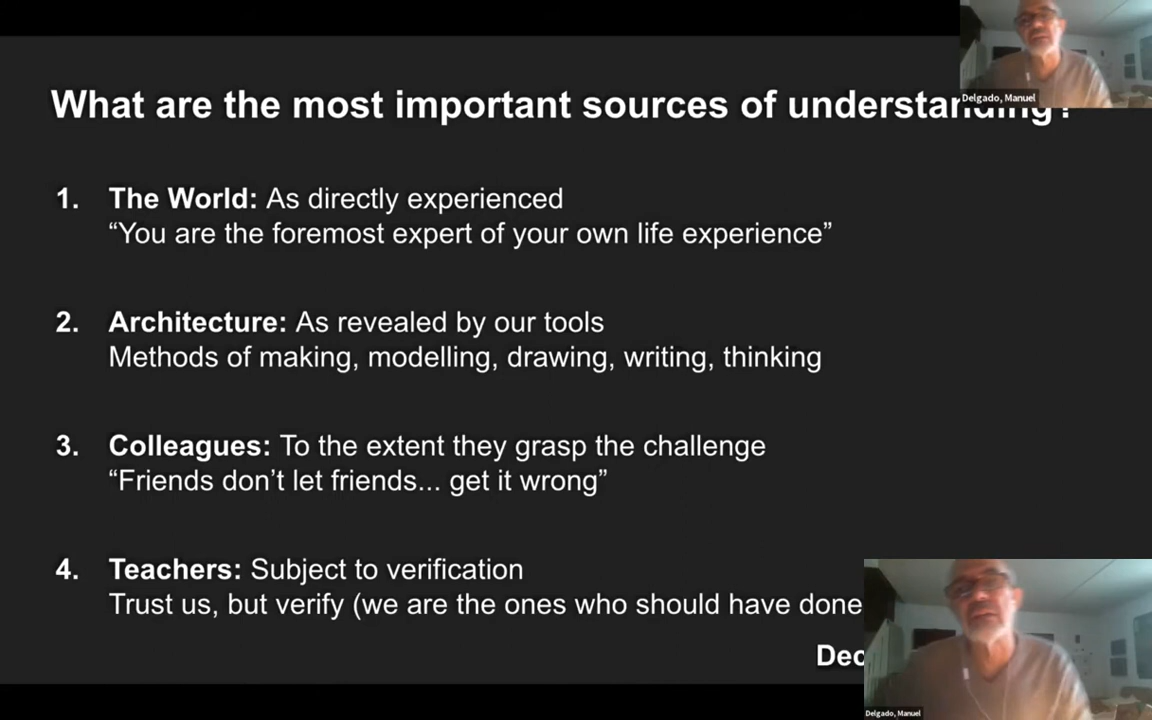 What are the most important sources of understanding?
Delgado, Manuel
1. The World: As directly experienced
“You are the foremost expert of your own life experience”
2. Architecture: As revealed by our tools
Methods of making, modelling, drawing, writing, thinking
3. Colleagues: To the extent they grasp the challenge
“Friends don’t let friends... get it wrong”
4. Teachers: Subject to verification
Trust us, but verify (we are the ones who should have done
Dec
Delgado, Manuel